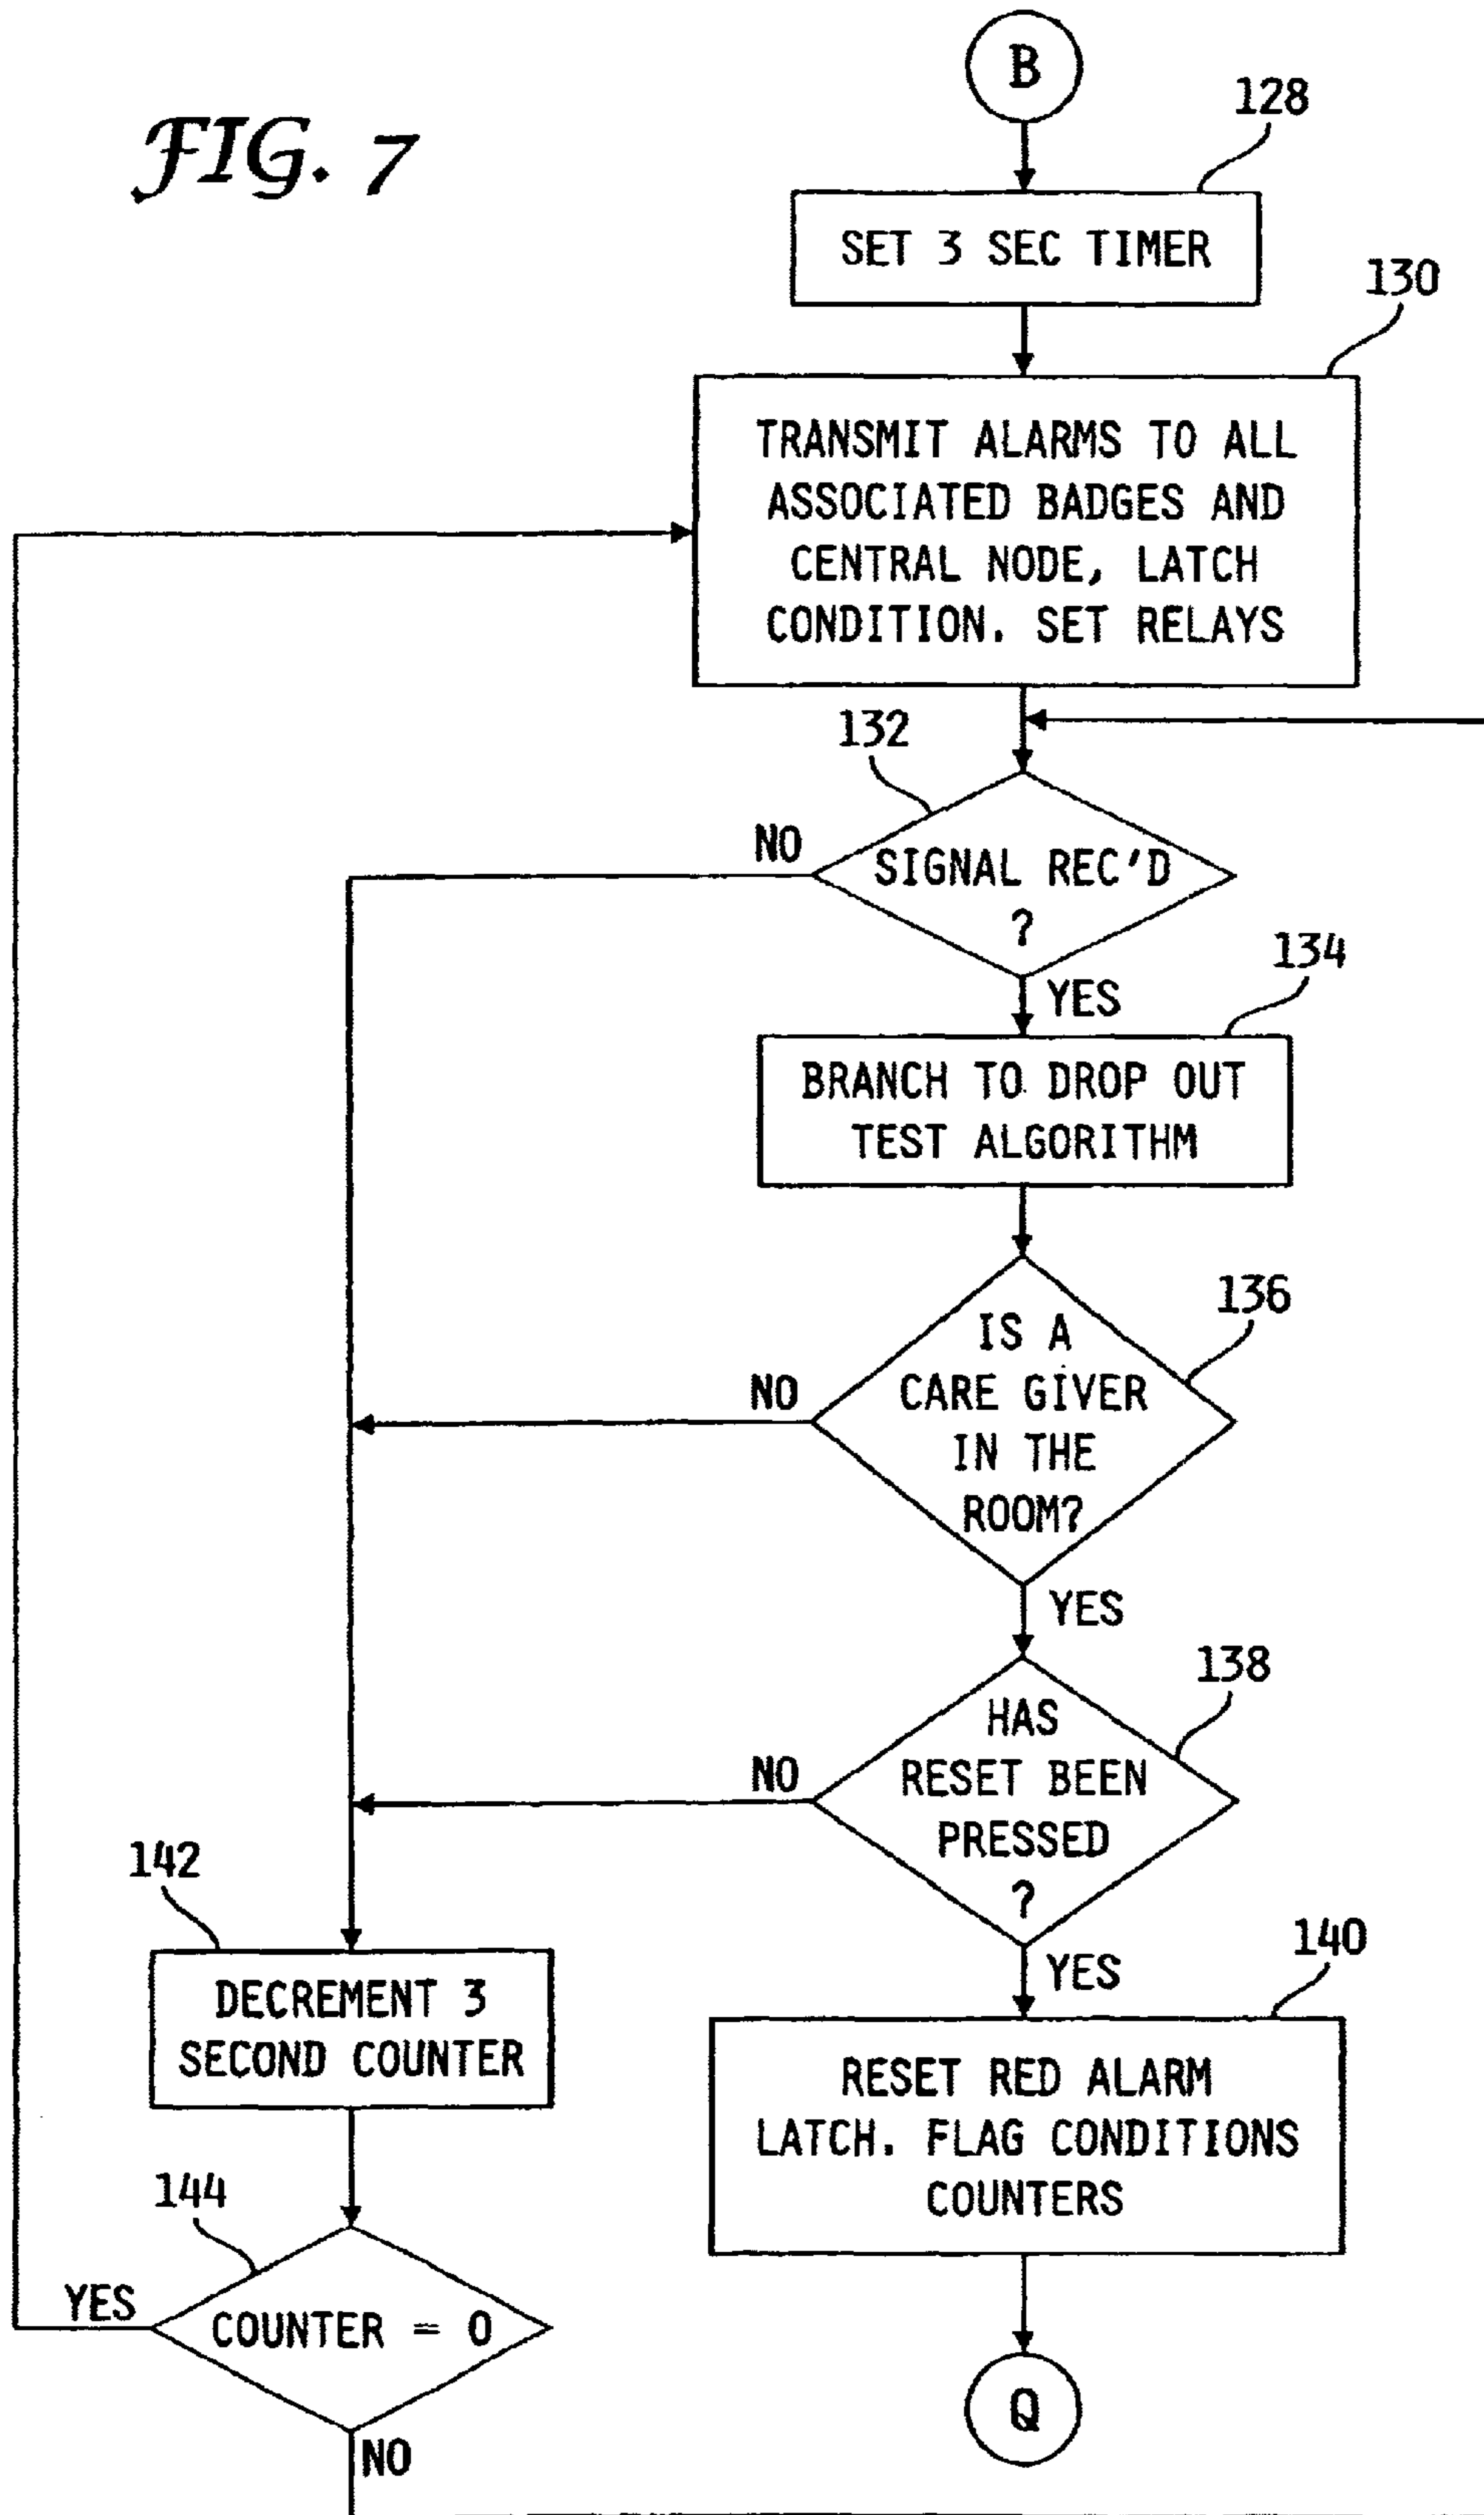 FIG. 7
B
128
SET 3 SEC TIMER
130
TRANSMIT ALARMS TO ALL
ASSOCIATED BADGES AND
CENTRAL NODE, LATCH
CONDITION. SET RELAYS
132
NO
SIGNAL REC'D
?
YES
134
BRANCH TO DROP OUT
TEST ALGORITHM
136
IS A
CARE GIVER
IN THE
ROOM?
NO
YES
138
HAS
RESET BEEN
PRESSED
?
NO
YES
140
RESET RED ALARM
LATCH. FLAG CONDITIONS
COUNTERS
142
DECREMENT 3
SECOND COUNTER
144
YES
COUNTER = 0
NO
Q